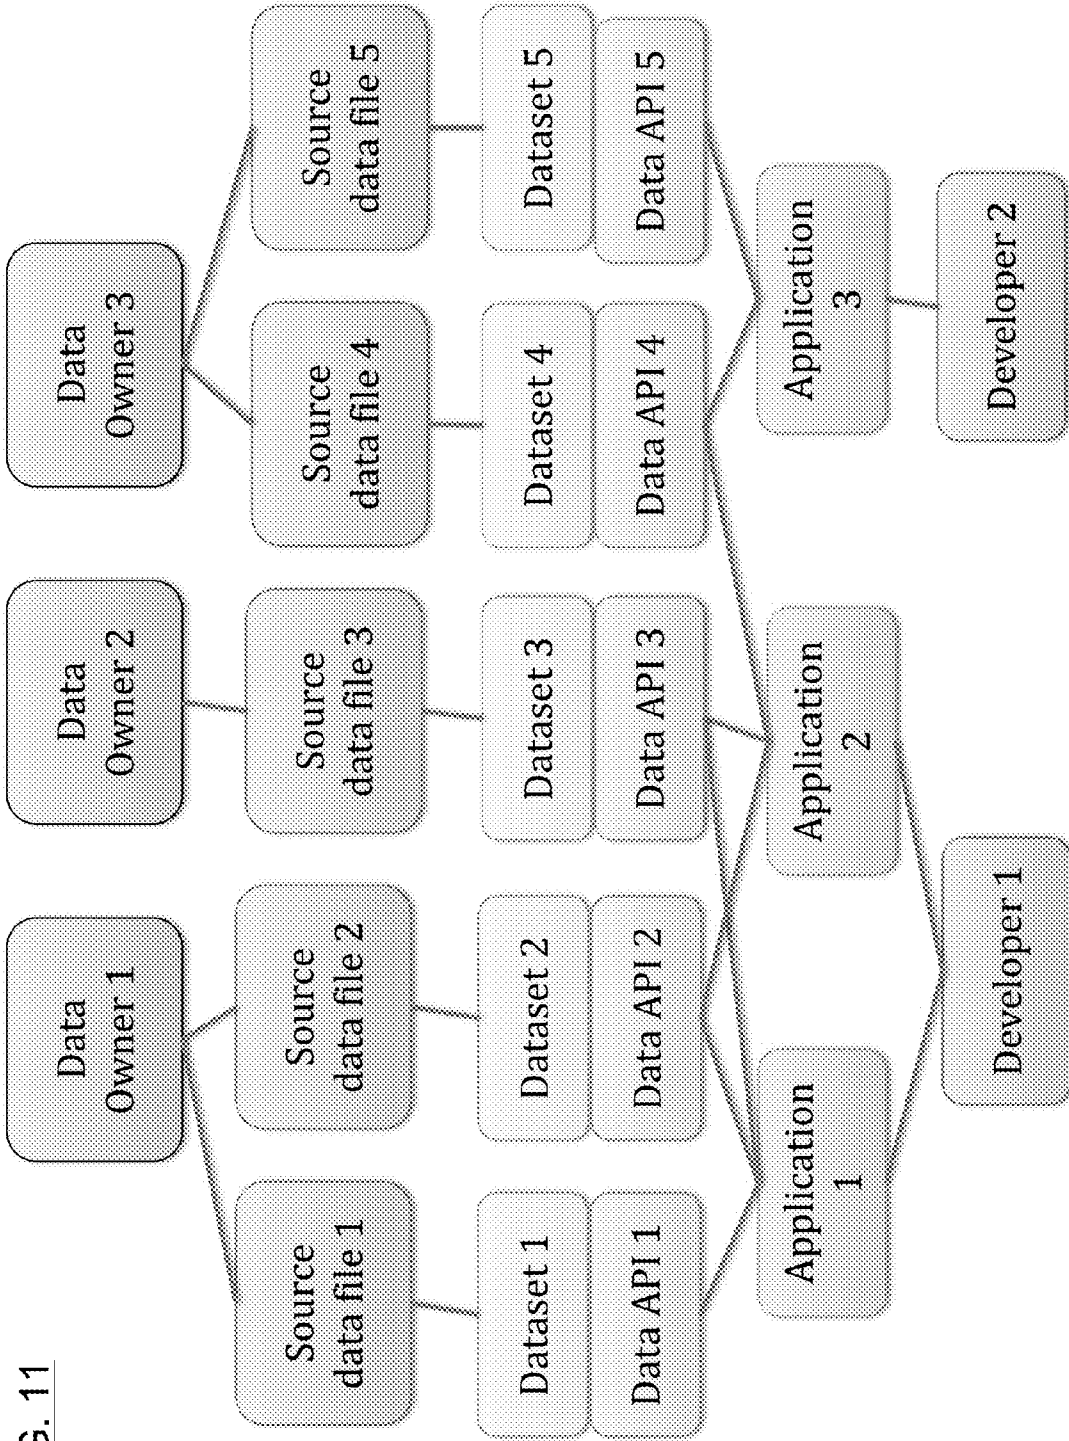 Data
Owner 1
Data
Owner 2
Data
Owner 3
Source
data file 1
Source
data file 2
Source
data file 3
Source
data file 4
Source
data file 5
Dataset 1
Dataset 2
Dataset 3
Dataset 4
Dataset 5
Data API 1
Data API 2
Data API 3
Data API 4
Data API 5
Application
1
Application
2
Application
3
Developer 1
Developer 2
G. 11